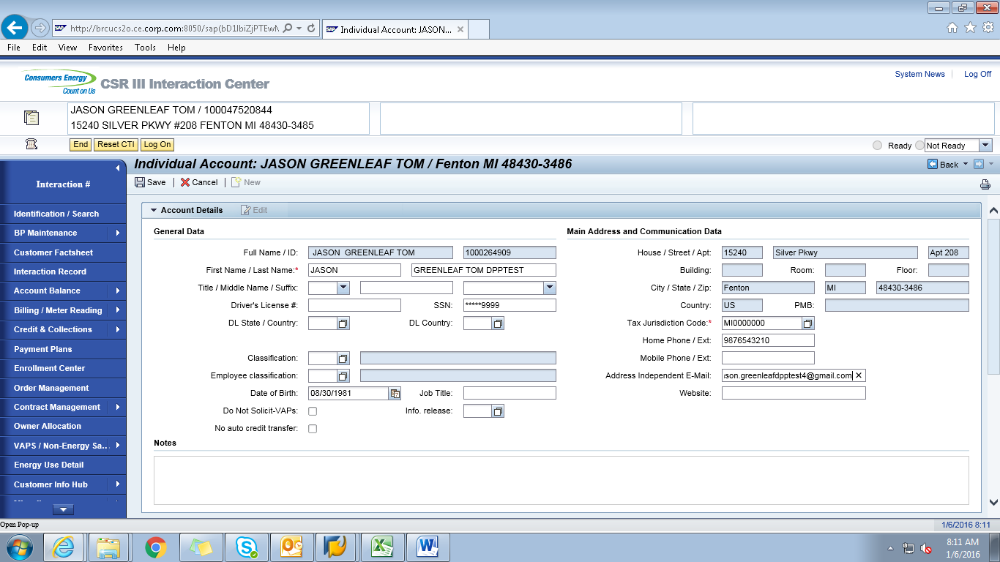 http://brcucs2o.ce.corp.com:8050/sap(bD1lbiZjPTEwN
Individual Account: JASON...
File Edit View Favorites Tools Help
Consumers Energy
Count on Us
CSR III Interaction Center
System News Log Off
JASON GREENLEAF TOM / 100047520844
15240 SILVER PKWY #208 FENTON MI 48430-3485
End Reset CTI Log On
Ready Not Ready
Interaction #
Individual Account: JASON GREENLEAF TOM / Fenton MI 48430-3486
Back
Save Cancel New
Identification / Search
BP Maintenance
Customer Factsheet
Interaction Record
Account Balance
Billing / Meter Reading
Credit & Collections
Payment Plans
Enrollment Center
Order Management
Contract Management
Owner Allocation
VAPS / Non-Energy Sa...
Energy Use Detail
Customer Info Hub
Account Details Edit
General Data
Full Name / ID: JASON GREENLEAF TOM 1000264909
First Name / Last Name:* JASON GREENLEAF TOM DPPTEST
Title / Middle Name / Suffix:
Driver's License #: SSN: *****9999
DL State / Country: DL Country:
Classification:
Employee classification:
Date of Birth: 08/30/1981 Job Title:
Do Not Solicit-VAPs: Info. release:
No auto credit transfer:
Notes
Main Address and Communication Data
House / Street / Apt: 15240 Silver Pkwy Apt 208
Building: Room: Floor:
City / State / Zip: Fenton MI 48430-3486
Country: US PMB:
Tax Jurisdiction Code:* MI0000000
Home Phone / Ext: 9876543210
Mobile Phone / Ext:
Address Independent E-Mail: ason.greenleafdpptest4@gmail.com
Website:
Open Pop-up
1/6/2016 8:11
8:11 AM
1/6/2016